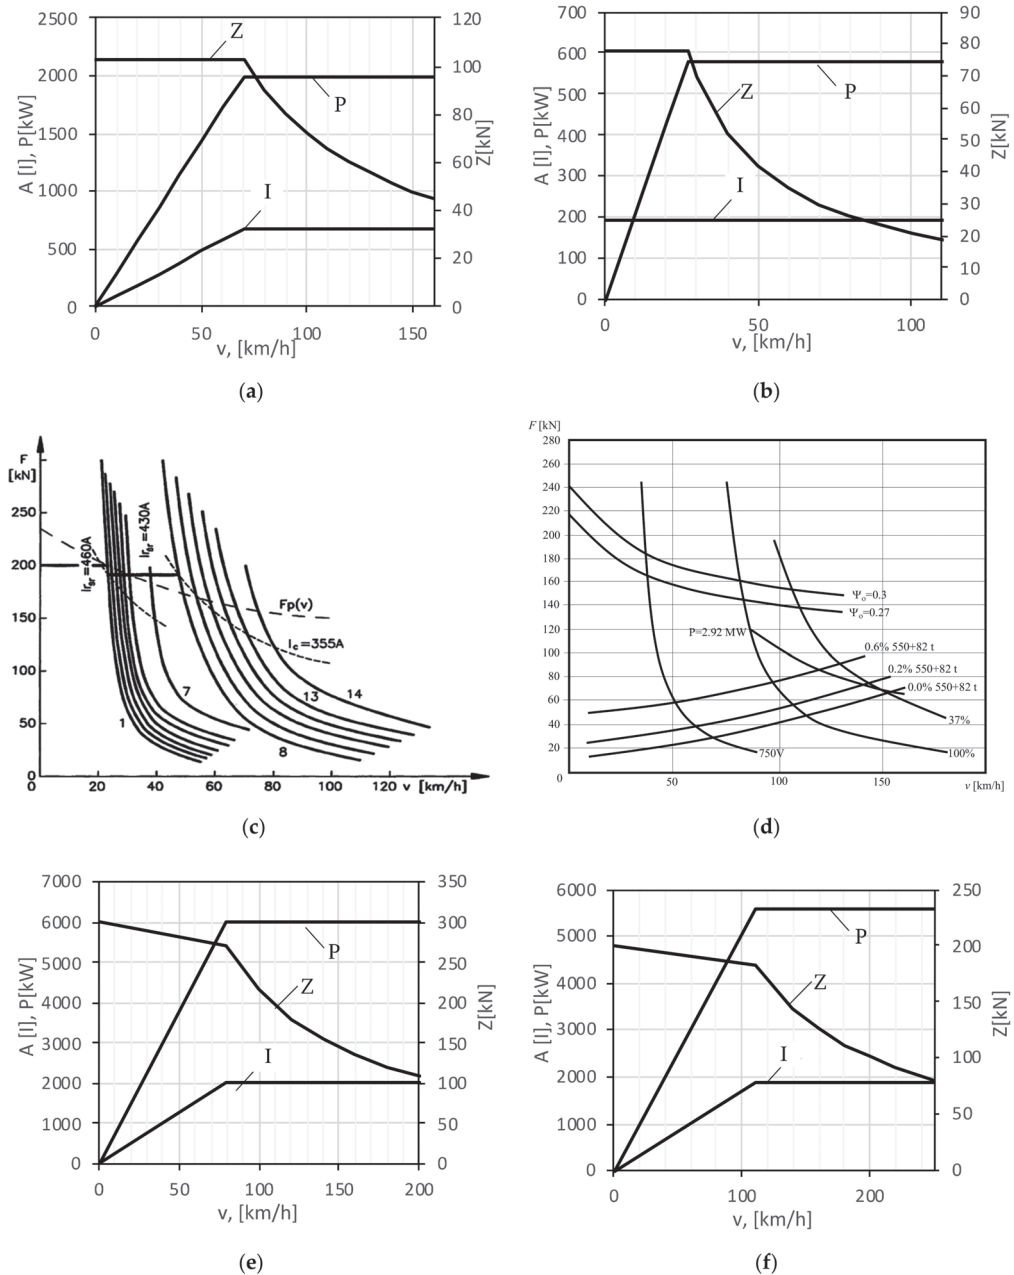 2500
2000
1500
1000
500
0
A [I], P[kW]
120
100
80
60
40
20
0
Z[kN]
Z
P
I
0 50 100 150
v, [km/h]
(a)
700
600
500
400
300
200
100
0
A [I], P[kW]
90
80
70
60
50
40
30
20
10
0
Z[kN]
Z
P
I
0 50 100
v, [km/h]
(b)
F
[kN]
250
200
150
100
50
0
Irśr=460A
Irśr=430A
Fp(v)
Ic=355A
1
7
8
13
14
20 40 60 80 100 120 v [km/h]
(c)
F [kN]
280
260
240
220
200
180
160
140
120
100
80
60
40
20
0
Ψo=0.3
Ψo=0.27
P=2.92 MW
0.6% 550+82 t
0.2% 550+82 t
0.0% 550+82 t
37%
750V
100%
50 100 150
v [km/h]
(d)
7000
6000
5000
4000
3000
2000
1000
0
A [I], P[kW]
350
300
250
200
150
100
50
0
Z[kN]
P
Z
I
0 50 100 150 200
v, [km/h]
(e)
6000
5000
4000
3000
2000
1000
0
A [I], P[kW]
250
200
150
100
50
0
Z[kN]
P
Z
I
0 100 200
v, [km/h]
(f)